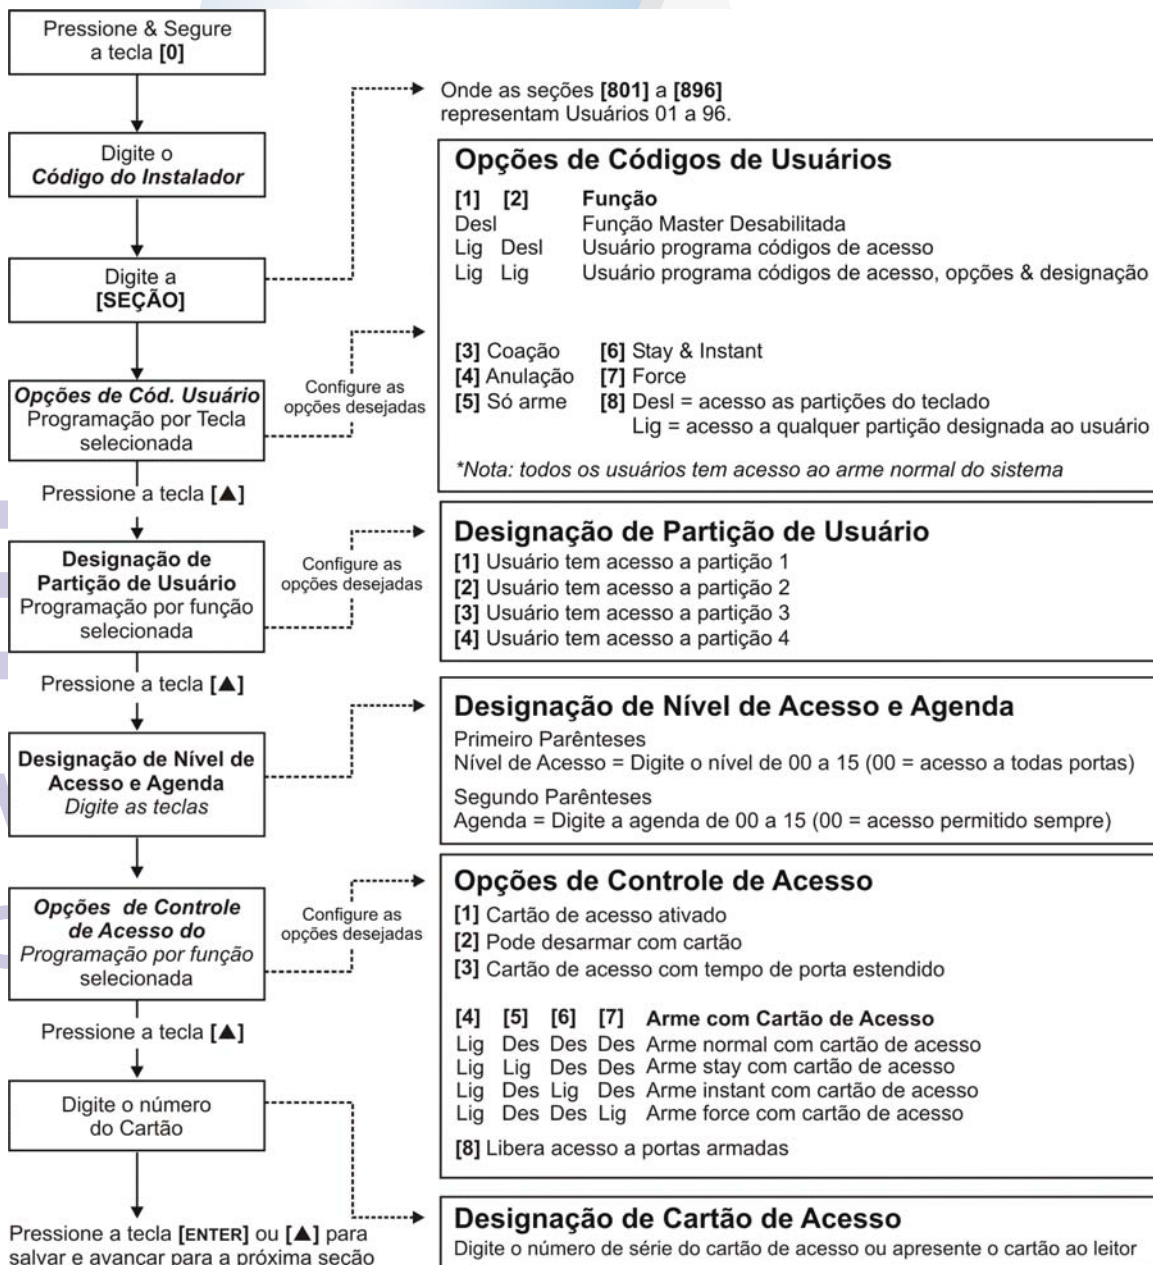 Pressione & Segure
a tecla [0]
Digite o
Código do Instalador
Digite a
[SEÇÃO]
Opções de Cód. Usuário
Programação por Tecla
selecionada
Configure as
opções desejadas
Pressione a tecla [▲]
Designação de
Partição de Usuário
Programação por função
selecionada
Configure as
opções desejadas
Pressione a tecla [▲]
Designação de Nível de
Acesso e Agenda
Digite as teclas
Opções de Controle
de Acesso do
Programação por função
selecionada
Configure as
opções desejadas
Pressione a tecla [▲]
Digite o número
do Cartão
Pressione a tecla [ENTER] ou [▲] para
salvar e avançar para a próxima seção
Onde as seções [801] a [896]
representam Usuários 01 a 96.
Opções de Códigos de Usuários
[1] [2] Função
Desl Função Master Desabilitada
Lig Desl Usuário programa códigos de acesso
Lig Lig Usuário programa códigos de acesso, opções & designação
[3] Coação [6] Stay & Instant
[4] Anulação [7] Force
[5] Só arme [8] Desl = acesso as partições do teclado
Lig = acesso a qualquer partição designada ao usuário
*Nota: todos os usuários tem acesso ao arme normal do sistema
Designação de Partição de Usuário
[1] Usuário tem acesso a partição 1
[2] Usuário tem acesso a partição 2
[3] Usuário tem acesso a partição 3
[4] Usuário tem acesso a partição 4
Designação de Nível de Acesso e Agenda
Primeiro Parênteses
Nível de Acesso = Digite o nível de 00 a 15 (00 = acesso a todas portas)
Segundo Parênteses
Agenda = Digite a agenda de 00 a 15 (00 = acesso permitido sempre)
Opções de Controle de Acesso
[1] Cartão de acesso ativado
[2] Pode desarmar com cartão
[3] Cartão de acesso com tempo de porta estendido
[4] [5] [6] [7] Arme com Cartão de Acesso
Lig Des Des Des Arme normal com cartão de acesso
Lig Lig Des Des Arme stay com cartão de acesso
Lig Des Lig Des Arme instant com cartão de acesso
Lig Des Des Lig Arme force com cartão de acesso
[8] Libera acesso a portas armadas
Designação de Cartão de Acesso
Digite o número de série do cartão de acesso ou apresente o cartão ao leitor